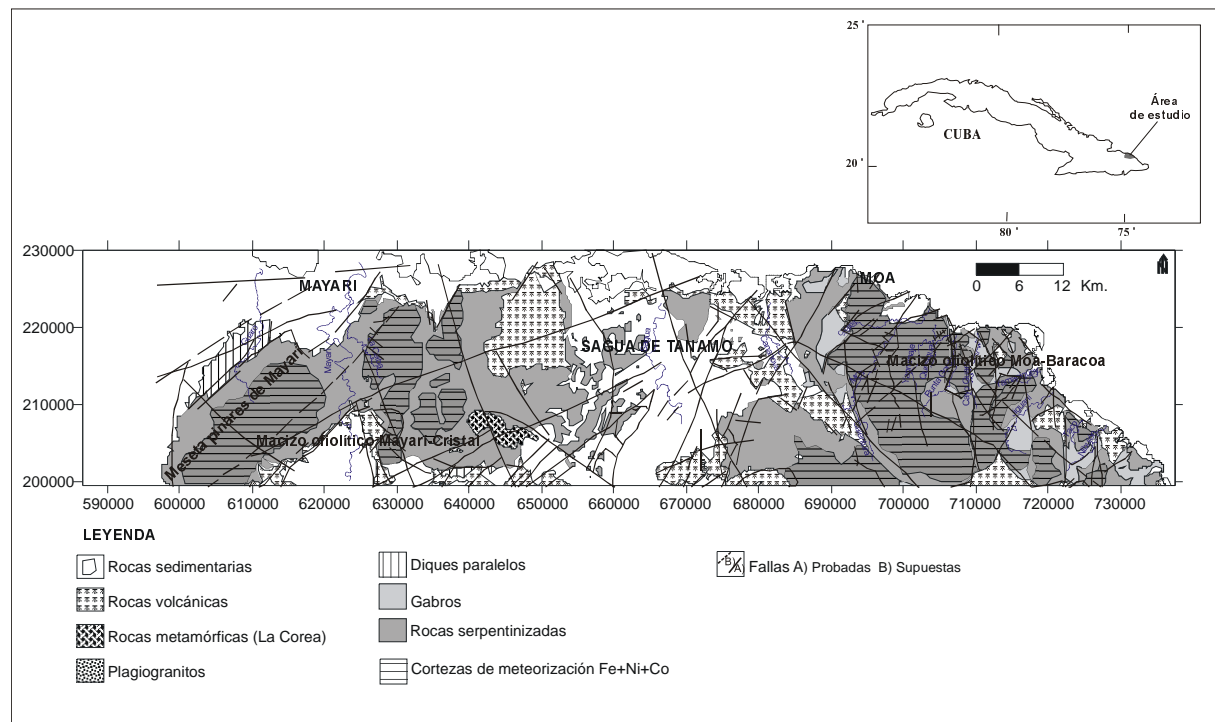 25 '
20 '
CUBA
Área
de estudio
80 '
75 '
230000
220000
210000
200000
MAYARI
SAGUA DE TANAMO
MOA
N
0 6 12 Km.
Meseta pinares de Mayarí
Macizo ofiolítico Mayarí-Cristal
Macizo ofiolítico Moa-Baracoa
Mayarí
590000 600000 610000 620000 630000 640000 650000 660000 670000 680000 690000 700000 710000 720000 730000
LEYENDA
Rocas sedimentarias
Rocas volcánicas
Rocas metamórficas (La Corea)
Plagiogranitos
Diques paralelos
Gabros
Rocas serpentinizadas
Cortezas de meteorización Fe+Ni+Co
B A
Fallas A) Probadas B) Supuestas